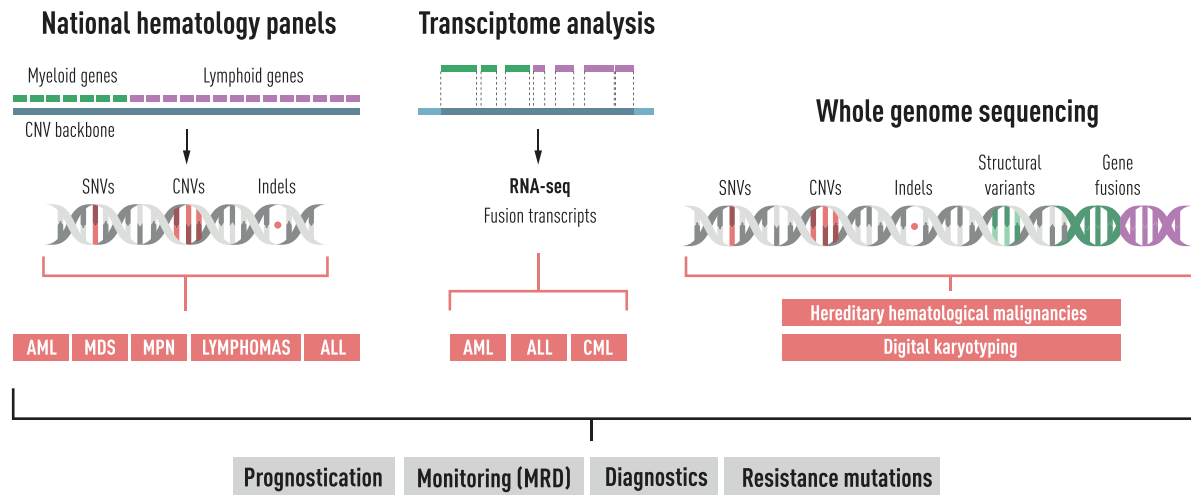 National hematology panels
Myeloid genes
Lymphoid genes
CNV backbone
SNVs
CNVs
Indels
AML
MDS
MPN
LYMPHOMAS
ALL
Transciptome analysis
RNA-seq
Fusion transcripts
AML
ALL
CML
Whole genome sequencing
SNVs
CNVs
Indels
Structural
variants
Gene
fusions
Hereditary hematological malignancies
Digital karyotyping
Prognostication
Monitoring (MRD)
Diagnostics
Resistance mutations